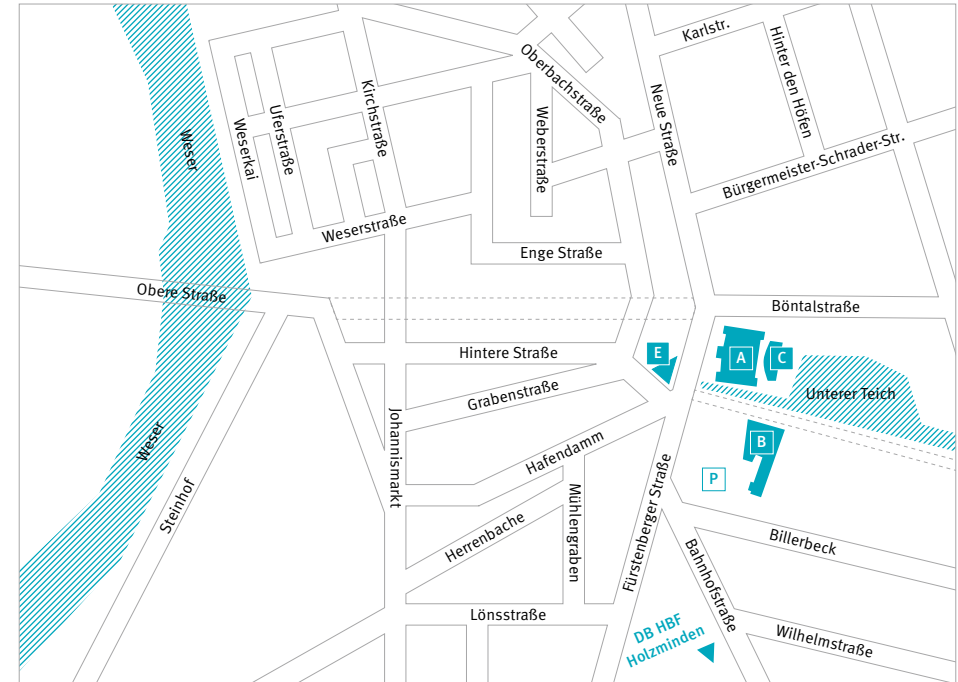 Karlstr.
Hinter den Höfen
Oberbachstraße
Neue Straße
Kirchstraße
Uferstraße
Weserkai
Weser
Weberstraße
Bürgermeister-Schrader-Str.
Weserstraße
Enge Straße
Obere Straße
Böntalstraße
Hintere Straße
E
A
C
Unterer Teich
Grabenstraße
Johannismarkt
Weser
Hafendamm
B
P
Steinhof
Fürstenberger Straße
Mühlengraben
Herrenbache
Billerbeck
Bahnhofstraße
Lönsstraße
DB HBF
Holzminden
Wilhelmstraße